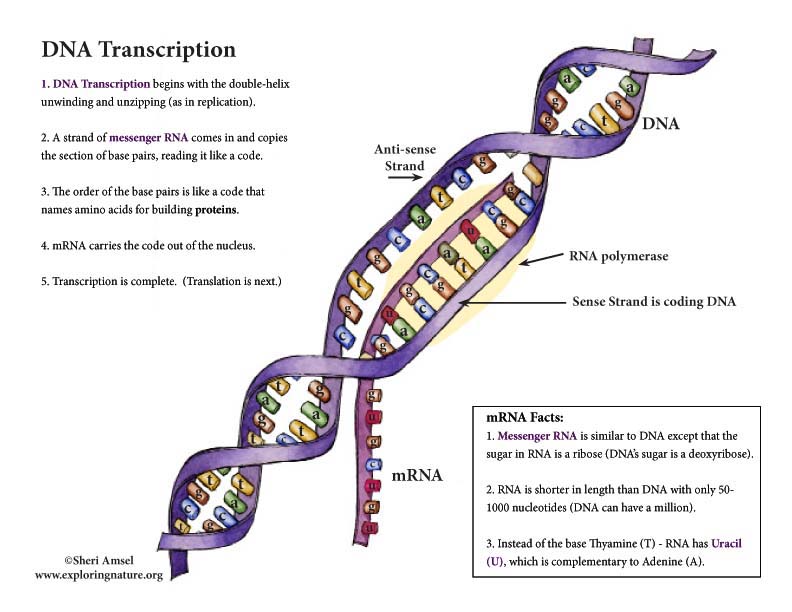 DNA Transcription
1. DNA Transcription begins with the double-helix
unwinding and unzipping (as in replication).
2. A strand of messenger RNA comes in and copies
the section of base pairs, reading it like a code.
3. The order of the base pairs is like a code that
names amino acids for building proteins.
4. mRNA carries the code out of the nucleus.
5. Transcription is complete. (Translation is next.)
Anti-sense
Strand
DNA
RNA polymerase
Sense Strand is coding DNA
mRNA
mRNA Facts:
1. Messenger RNA is similar to DNA except that the
sugar in RNA is a ribose (DNA's sugar is a deoxyribose).
2. RNA is shorter in length than DNA with only 50-
1000 nucleotides (DNA can have a million).
3. Instead of the base Thyamine (T) - RNA has Uracil
(U), which is complementary to Adenine (A).
©Sheri Amsel
www.exploringnature.org